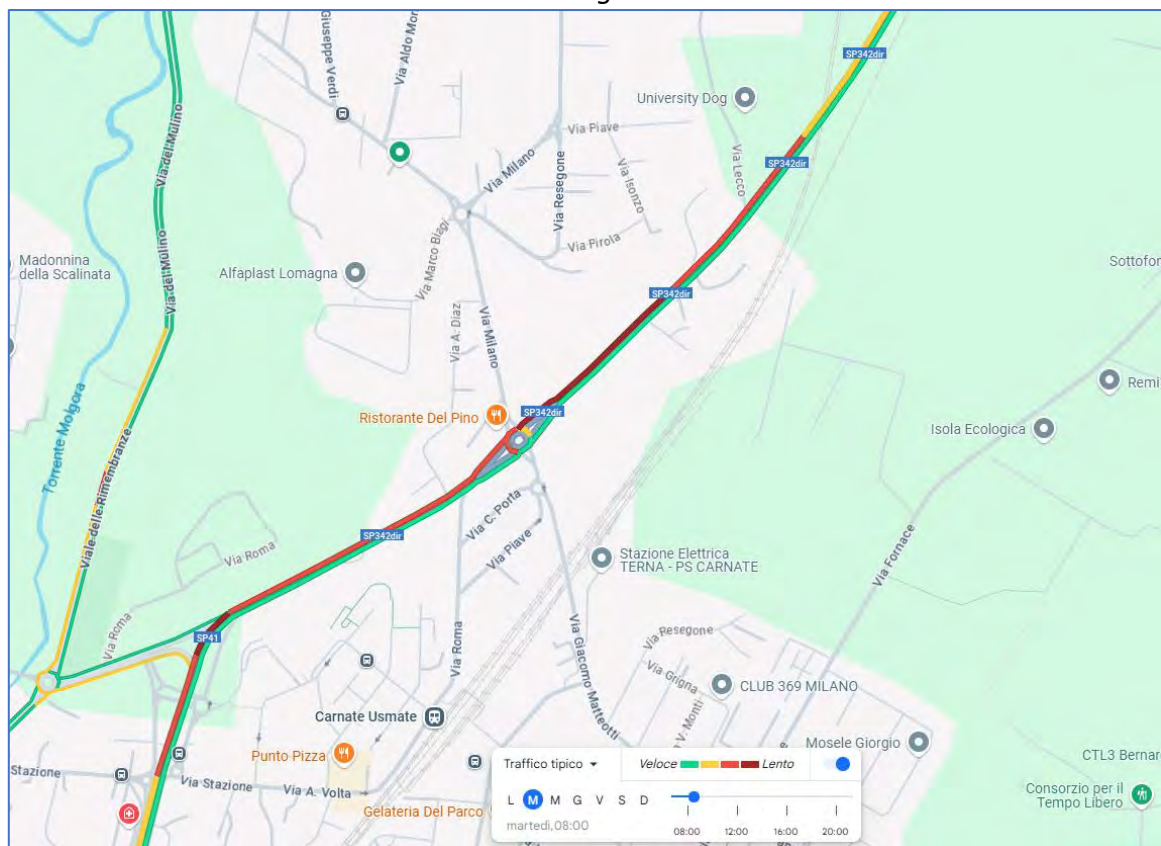 Giuseppe Verdi
Via Aldo Mor
SP342dir
University Dog
Via Piave
Via del Mulino
Via Milano
Via Isonzo
Via Lecco
SP342dir
Via Resegone
Via Marco Biagi
Via Pirola
Madonnina
della Scalinata
Alfaplast Lomagna
Sottofor
Via del Mulino
SP342dir
Via A. Diaz
Via Milano
Torrente Molgora
Viale delle Rimembranze
Ristorante Del Pino
SP342dir
Remi
Isola Ecologica
Via C. Porta
SP342dir
Via Piave
Via Roma
Stazione Elettrica
TERNA - PS CARNATE
Via Fornace
Via Roma
SP41
Via Roma
Via Giacomo Matteotti
Via Resegone
Via Grigna
Via V. Monti
CLUB 369 MILANO
Carnate Usmate
Mosele Giorgio
Punto Pizza
Stazione
Via Stazione
Via A. Volta
Gelateria Del Parco
CTL3 Bernar
Consorzio per il
Tempo Libero
Traffico tipico
Veloce
Lento
L M M G V S D
martedì, 08:00
08:00 12:00 16:00 20:00